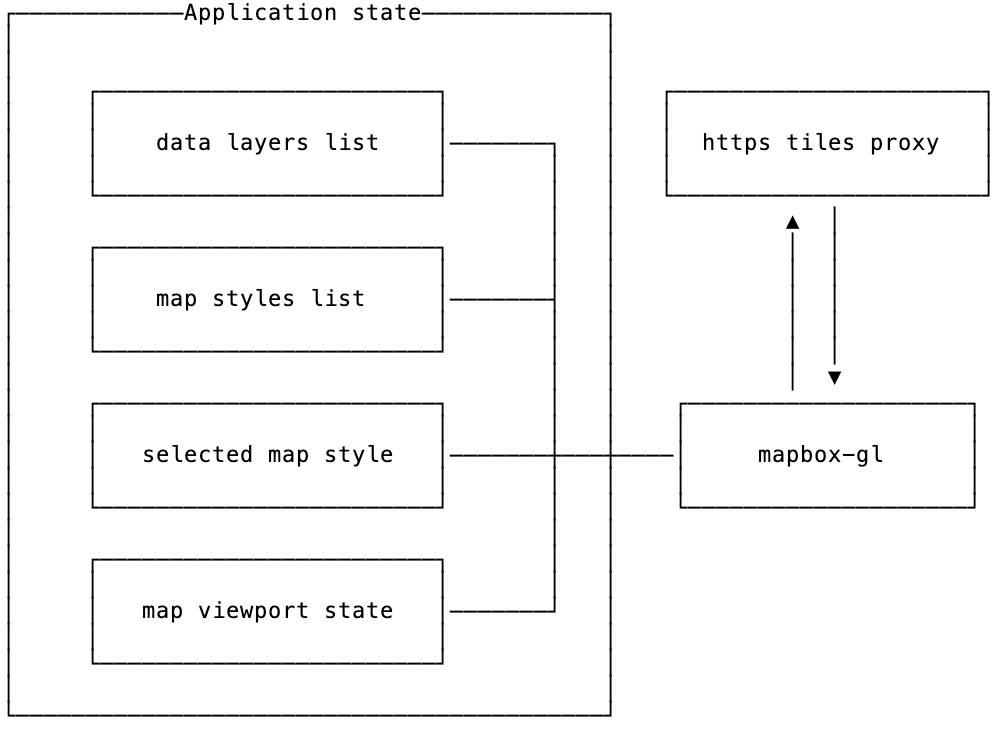 Application state
data layers list
https tiles proxy
map styles list
selected map style
mapbox-gl
map viewport state